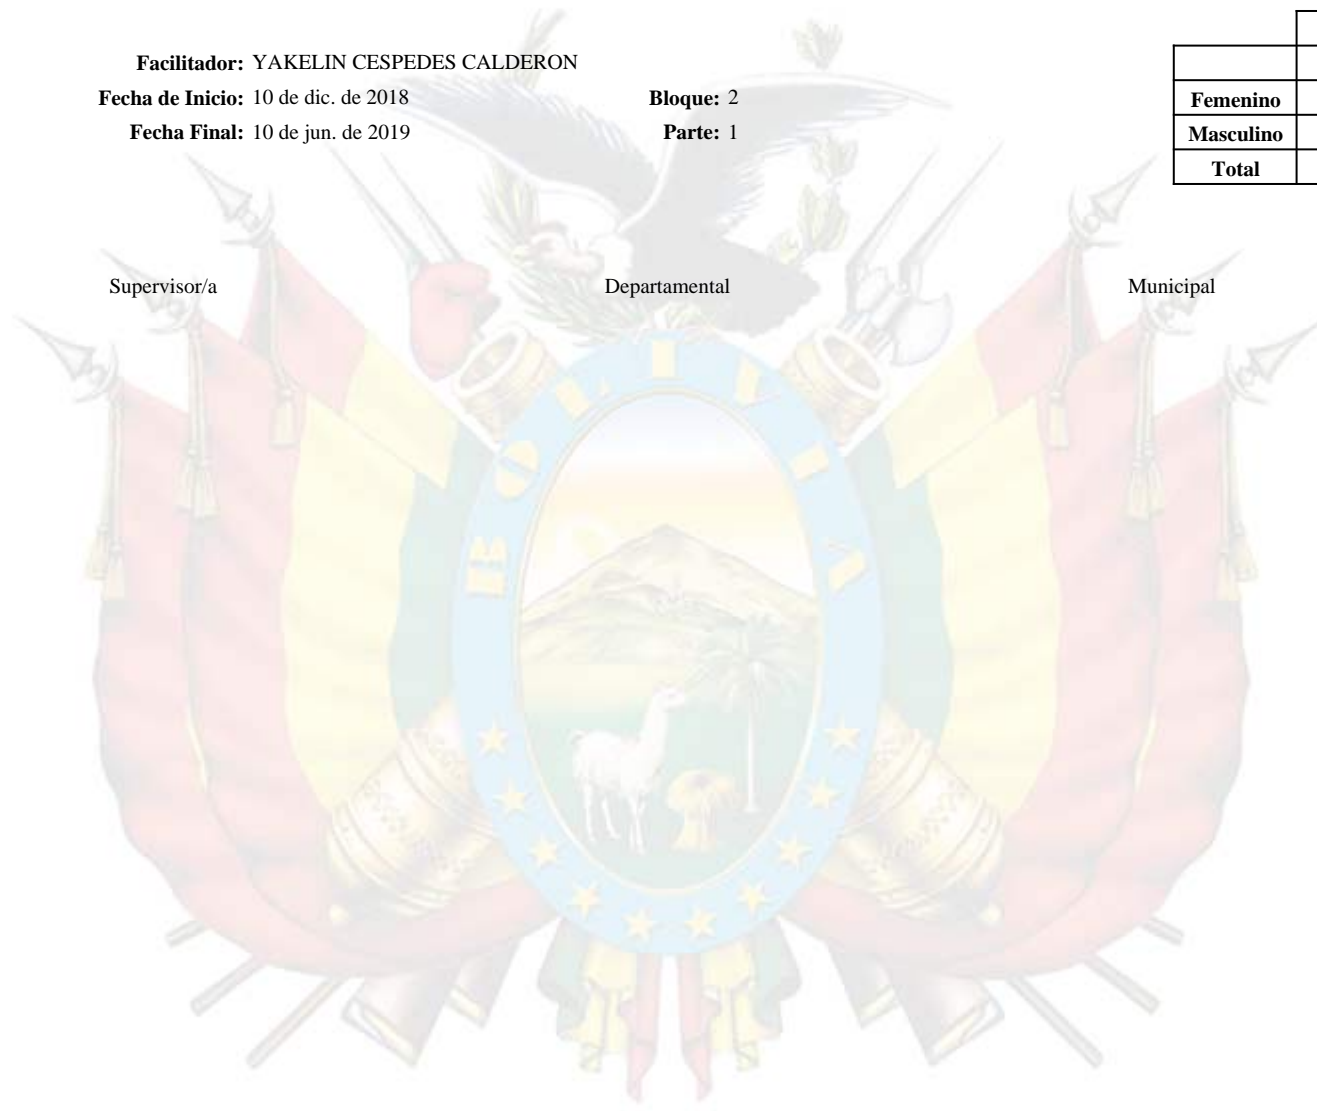 Facilitador: YAKELIN CESPEDES CALDERON
Fecha de Inicio: 10 de dic. de 2018 Bloque: 2
Femenino
Fecha Final: 10 de jun. de 2019 Parte: 1
Masculino
Total
Supervisor/a Departamental Municipal
BOLIVIA